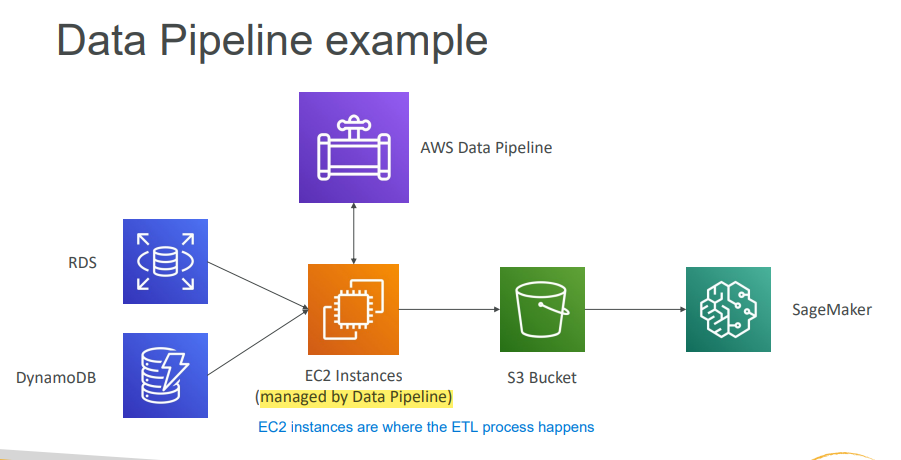 Data Pipeline example
AWS Data Pipeline
RDS
DynamoDB
EC2 Instances
(managed by Data Pipeline)
EC2 instances are where the ETL process happens
S3 Bucket
SageMaker